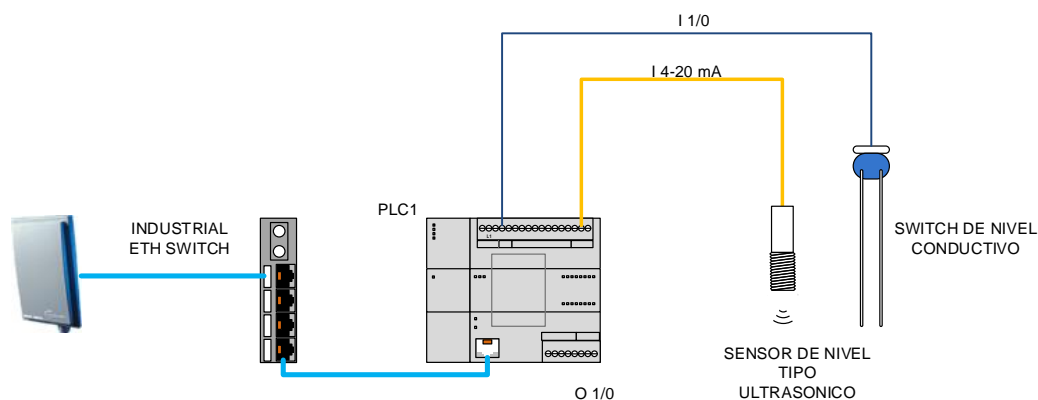 I 1/0
I 4-20 mA
PLC1
L1
INDUSTRIAL
ETH SWITCH
SWITCH DE NIVEL
CONDUCTIVO
SENSOR DE NIVEL
TIPO
ULTRASONICO
O 1/0